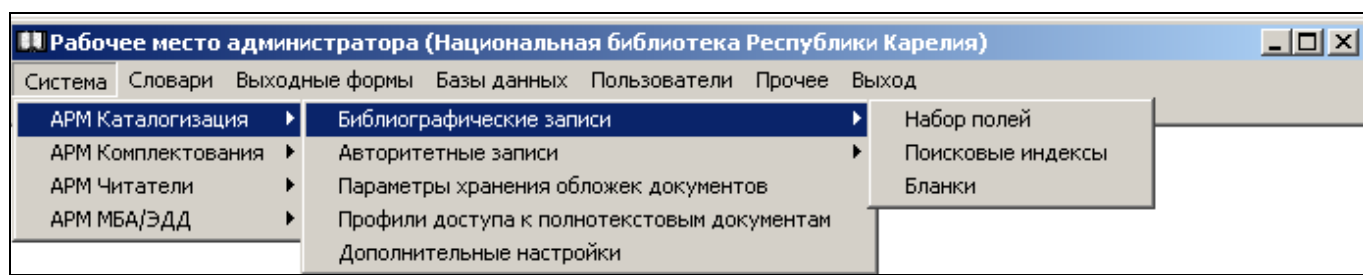 Рабочее место администратора (Национальная библиотека Республики Карелия)
Система Словари Выходные формы Базы данных Пользователи Прочее Выход
АРМ Каталогизация Библиографические записи Набор полей
АРМ Комплектования Авторитетные записи Поисковые индексы
АРМ Читатели Параметры хранения обложек документов Бланки
АРМ МБА/ЭДД Профили доступа к полнотекстовым документам
Дополнительные настройки